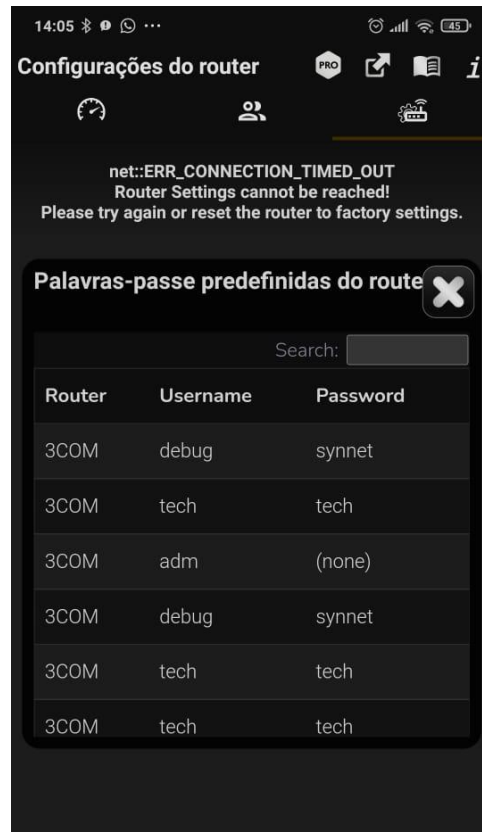 14:05
45
Configurações do router
PRO
i
net::ERR_CONNECTION_TIMED_OUT
Router Settings cannot be reached!
Please try again or reset the router to factory settings.
Palavras-passe predefinidas do route
Search:
Router Username Password
3COM debug synnet
3COM tech tech
3COM adm (none)
3COM debug synnet
3COM tech tech
3COM tech tech